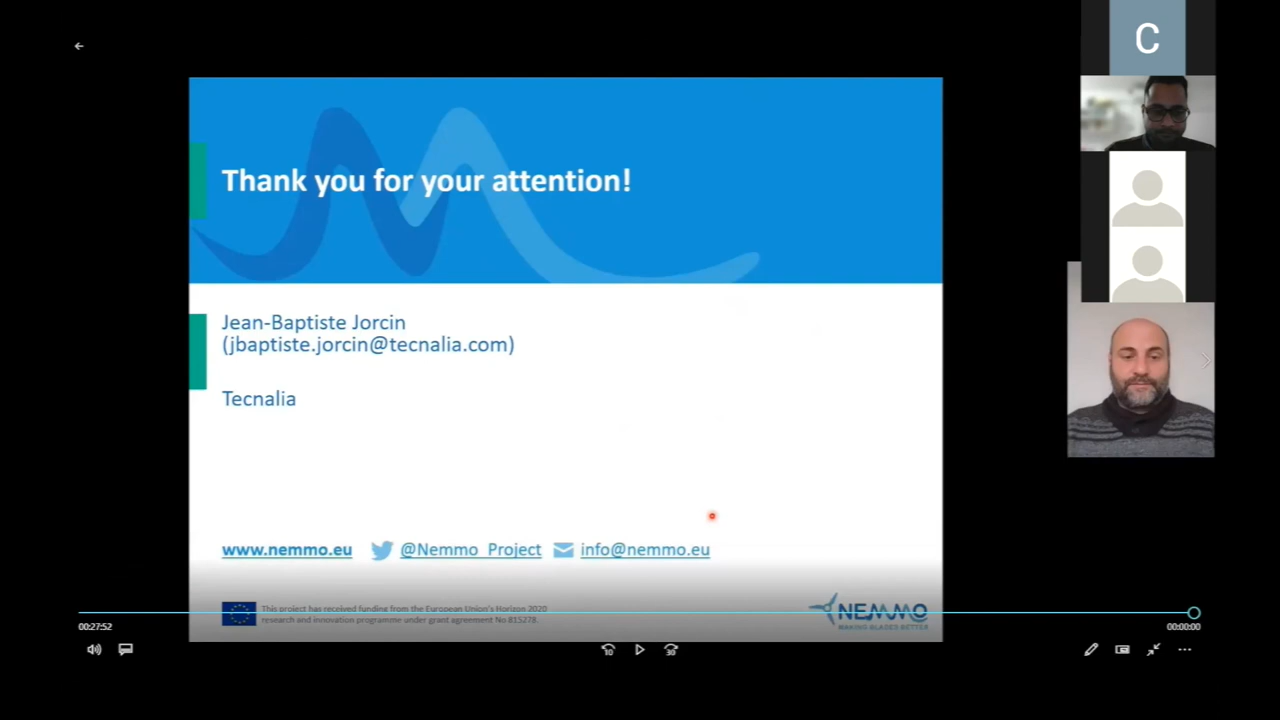 C
Thank you for your attention!
Jean-Baptiste Jorcin
(jbaptiste.jorcin@tecnalia.com)
Tecnalia
www.nemmo.eu @Nemmo_Project info@nemmo.eu
This project has received funding from the European Union's Horizon 2020
research and innovation programme under grant agreement No 815278.
NEMMO
MAKING BLADES BETTER
00:27:52
00:00:00
10
30